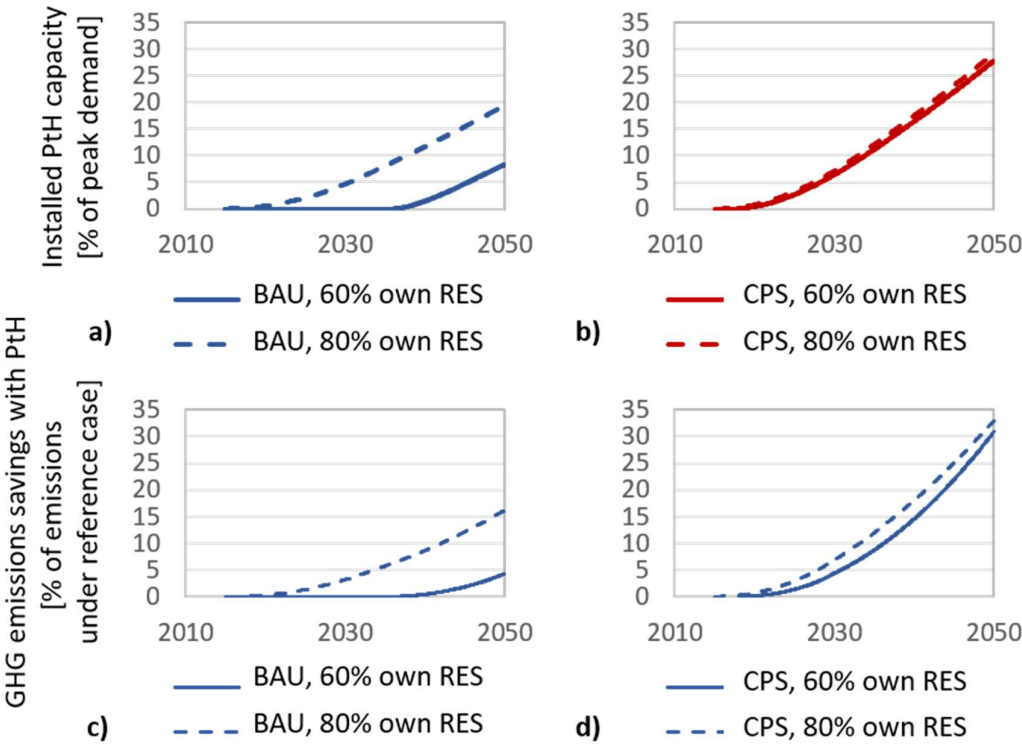 Installed PtH capacity
[% of peak demand]
35
30
25
20
15
10
5
0
2010
2030
2050
BAU, 60% own RES
BAU, 80% own RES
a)
35
30
25
20
15
10
5
0
2010
2030
2050
CPS, 60% own RES
CPS, 80% own RES
b)
GHG emissions savings with PtH
[% of emissions
under reference case]
35
30
25
20
15
10
5
0
2010
2030
2050
BAU, 60% own RES
BAU, 80% own RES
c)
35
30
25
20
15
10
5
0
2010
2030
2050
CPS, 60% own RES
CPS, 80% own RES
d)